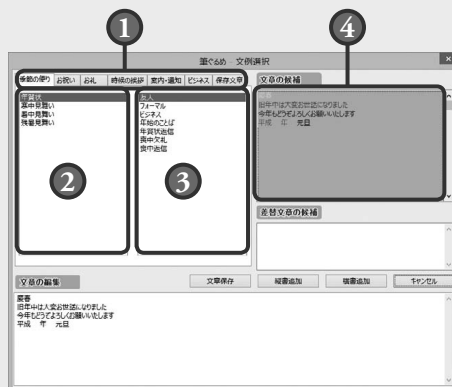 1
4
筆ぐるめ 文例選択
季節の便り お祝い お礼 時候の挨拶 案内・通知 ビジネス 保存文章
文章の候補
年賀状
寒中見舞い
暑中見舞い
残暑見舞い
2
友人
フォーマル
ビジネス
年始のことば
年賀状返信
喪中欠礼
喪中返信
3
旧年中は大変お世話になりました
今年もどうぞよろしくお願いいたします
平成 年 元旦
差替文章の候補
文章の編集
文章保存 縦書追加 横書追加 キャンセル
慶春
旧年中は大変お世話になりました
今年もどうぞよろしくお願いいたします
平成 年 元旦